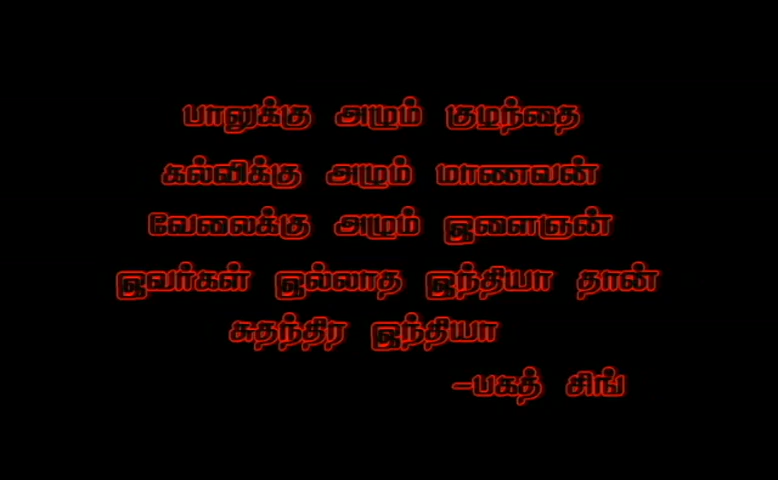 பாலுக்கு அழும் குழந்தை
கல்விக்கு அழும் மாணவன்
வேலைக்கு அழும் இளைஞன்
இவர்கள் இல்லாத இந்தியா தான்
சுதந்திர இந்தியா
-பகத் சிங்